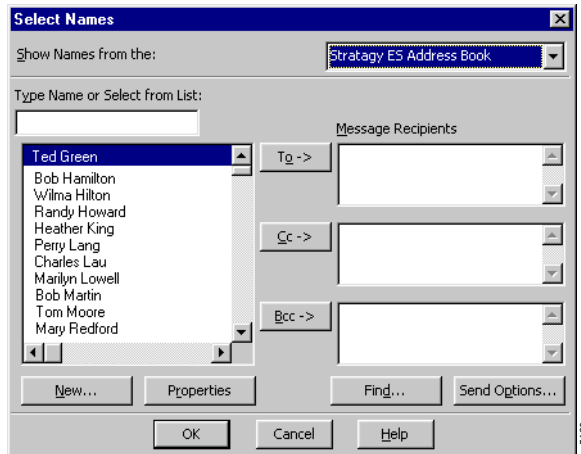 Select Names
Show Names from the:
Stratagy ES Address Book
Type Name or Select from List:
Message Recipients
Ted Green
Bob Hamilton
Wilma Hilton
Randy Howard
Heather King
Perry Lang
Charles Lau
Marilyn Lowell
Bob Martin
Tom Moore
Mary Redford
To ->
Cc ->
Bcc ->
New...
Properties
Find...
Send Options...
OK
Cancel
Help